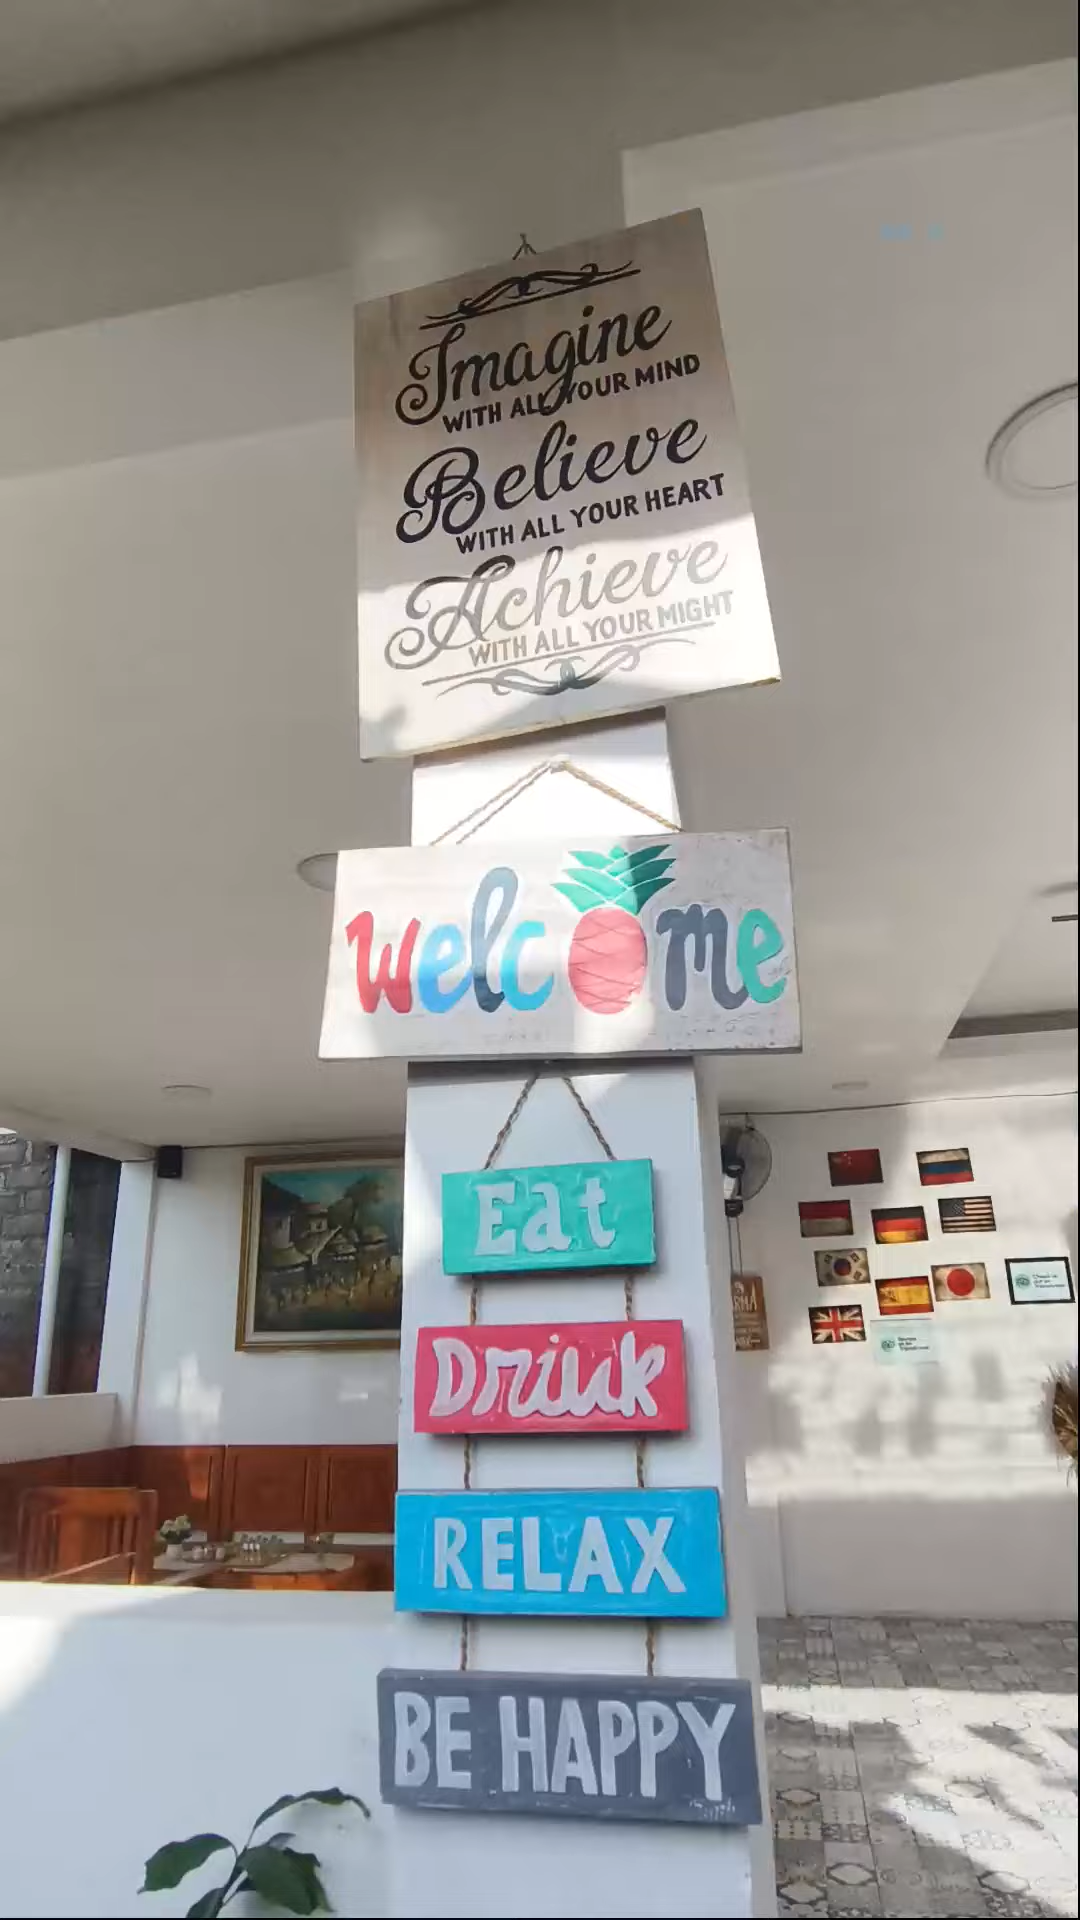 Imagine
WITH ALL YOUR MIND
Believe
WITH ALL YOUR HEART
Achieve
WITH ALL YOUR MIGHT
welcome
Eat
Drink
RELAX
BE HAPPY